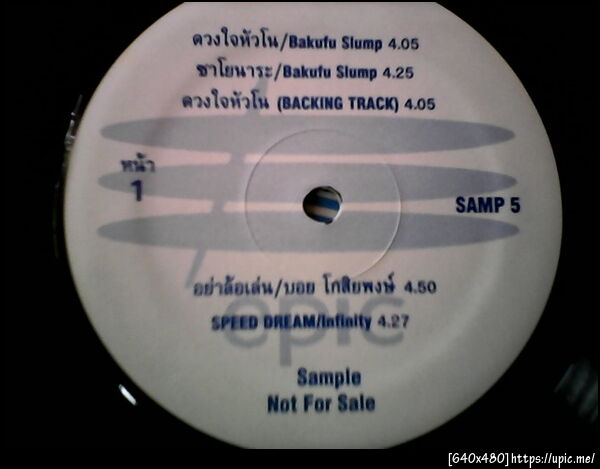 ดวงใจหัวโน/Bakufu Slump 4.05
ซาโยนาระ/Bakufu Slump 4.25
ดวงใจหัวโน (BACKING TRACK) 4.05
หน้า
1
SAMP 5
อย่าล้อเล่น/บอย โกสิยพงษ์ 4.50
epic
SPEED DREAM/Infinity 4.27
Sample
Not For Sale
[640x480]https://upic.me/